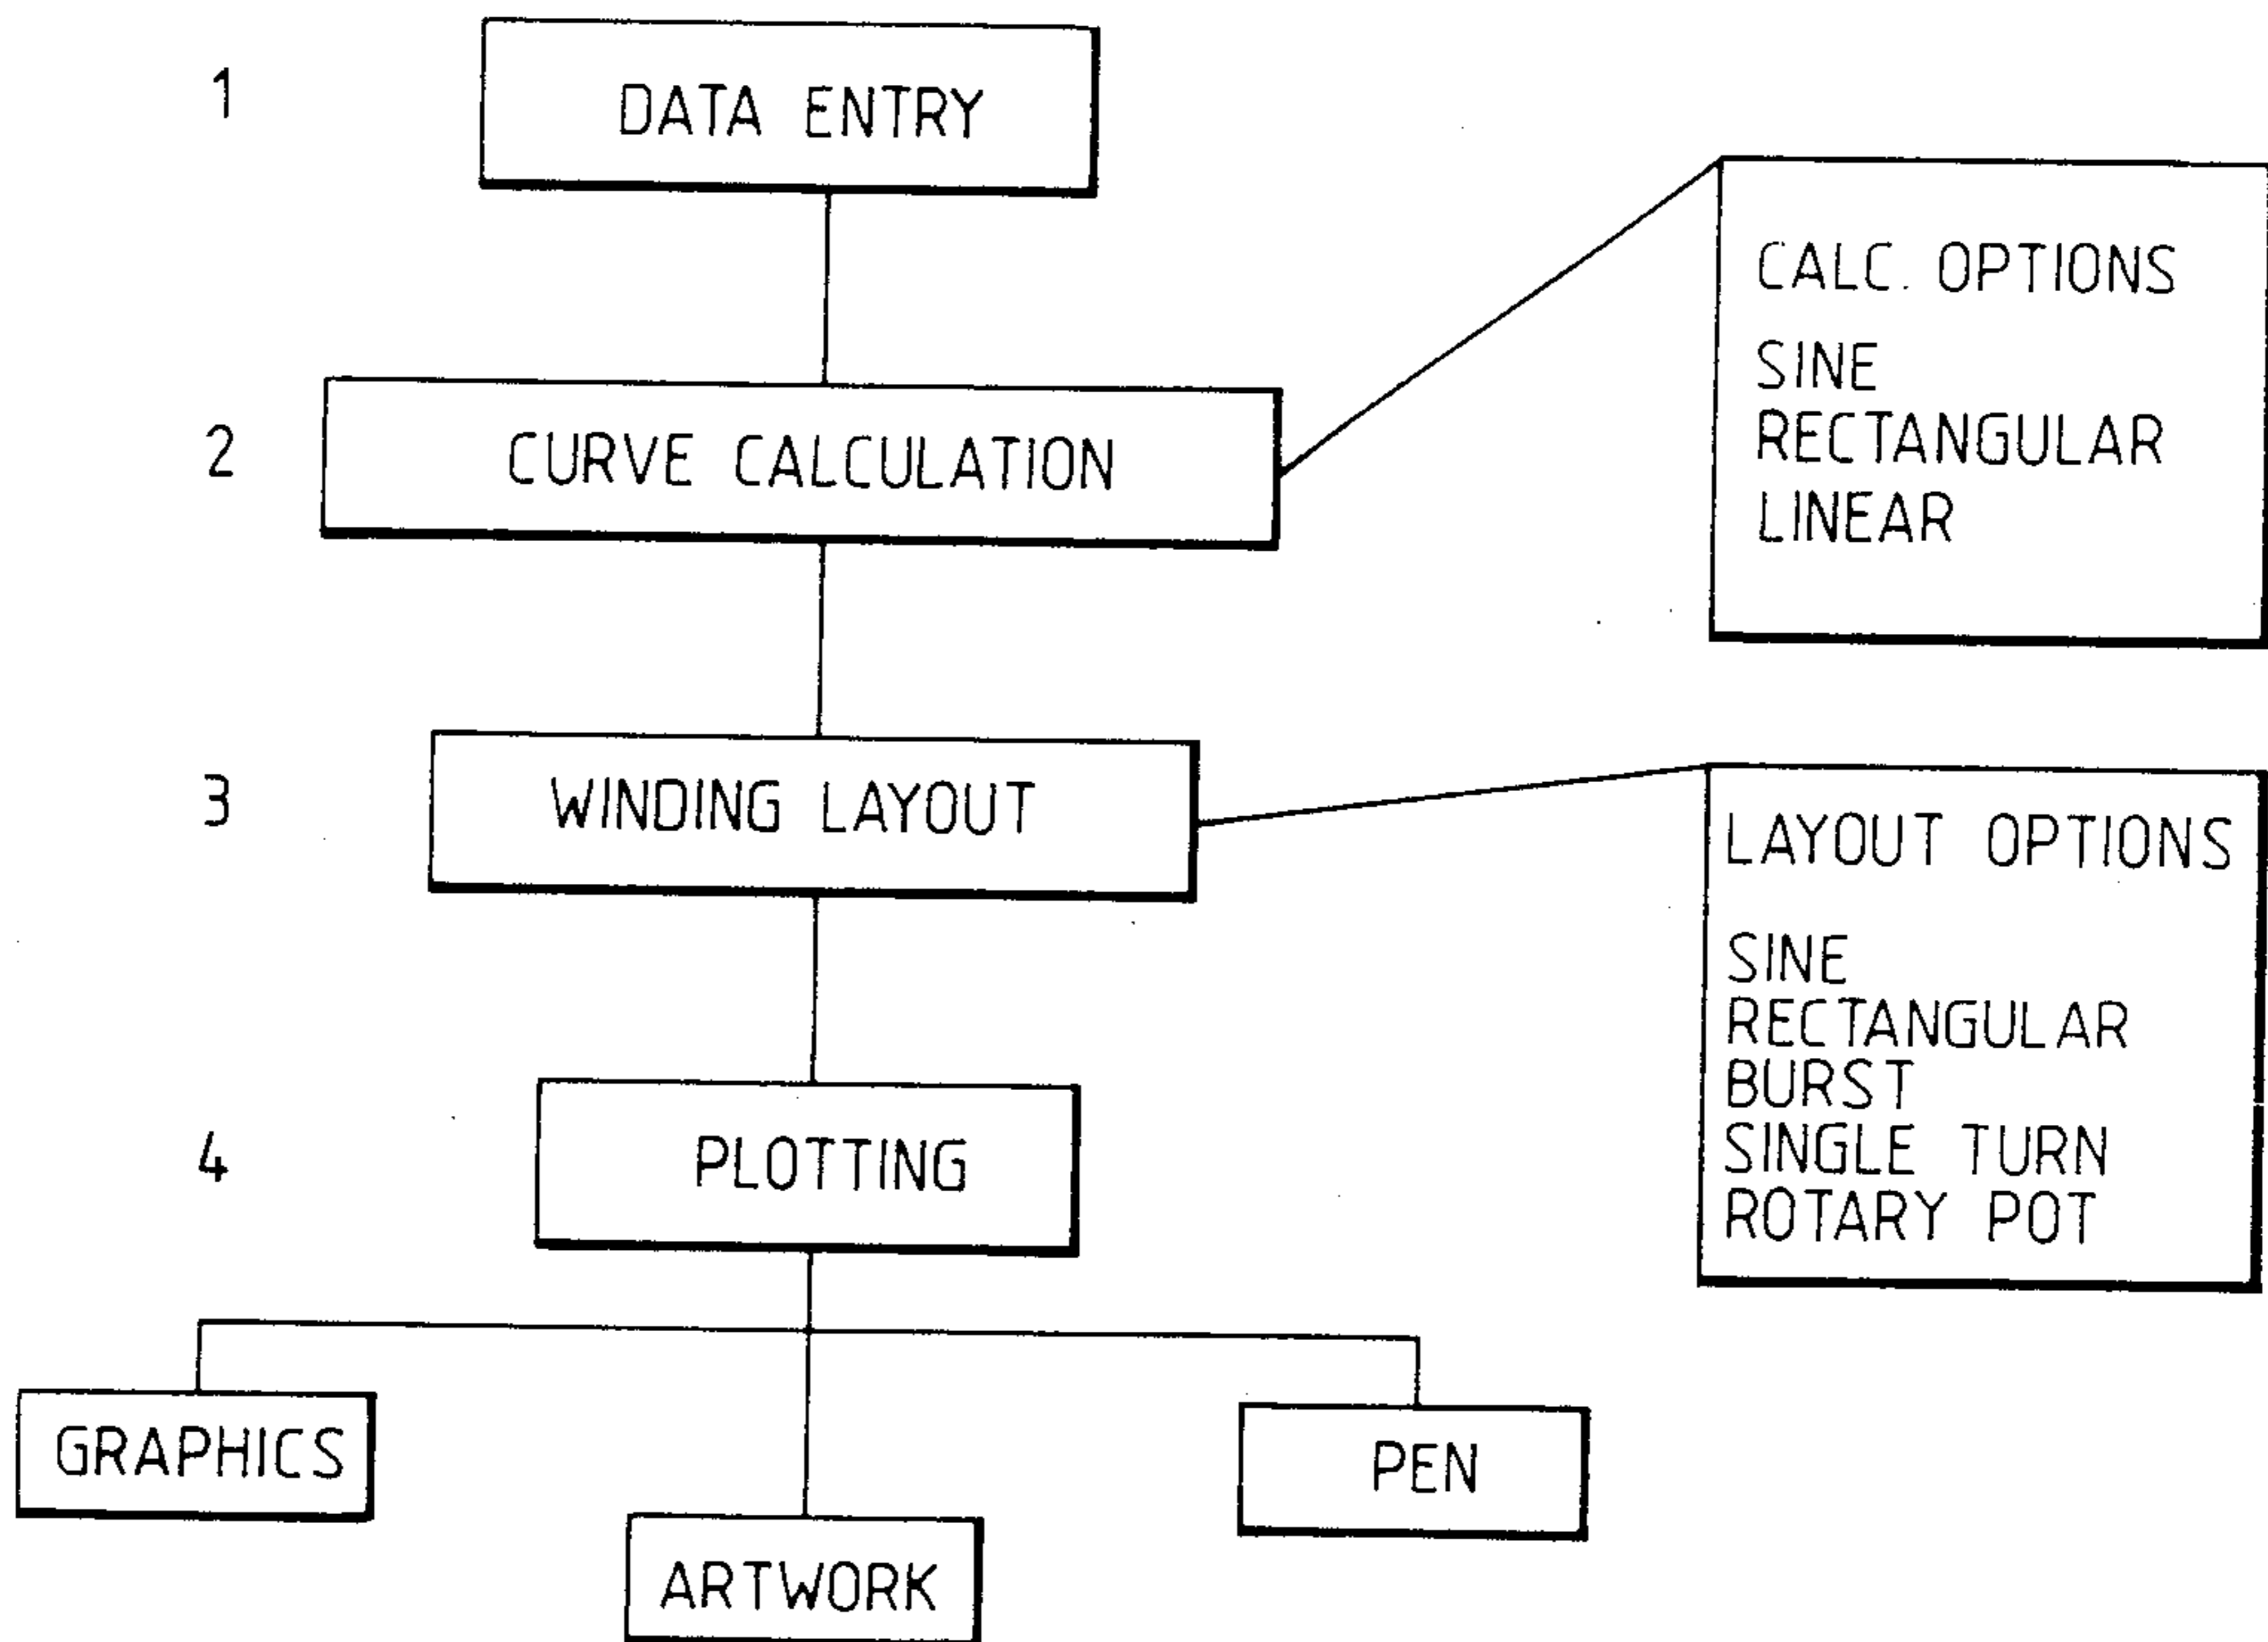 1
DATA ENTRY
2
CURVE CALCULATION
CALC. OPTIONS
SINE
RECTANGULAR
LINEAR
3
WINDING LAYOUT
LAYOUT OPTIONS
SINE
RECTANGULAR
BURST
SINGLE TURN
ROTARY POT
4
PLOTTING
GRAPHICS
PEN
ARTWORK